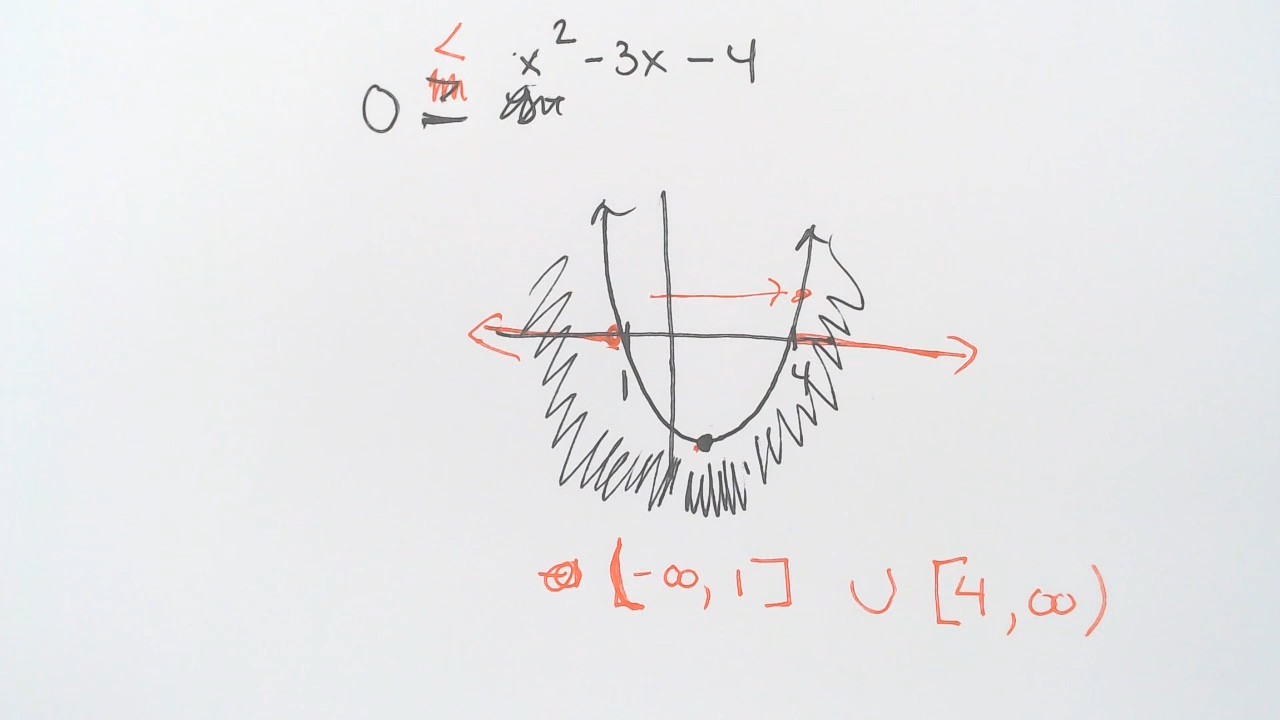 0 ≤ x² - 3x - 4
1 4
(-∞, 1] ∪ [4, ∞)